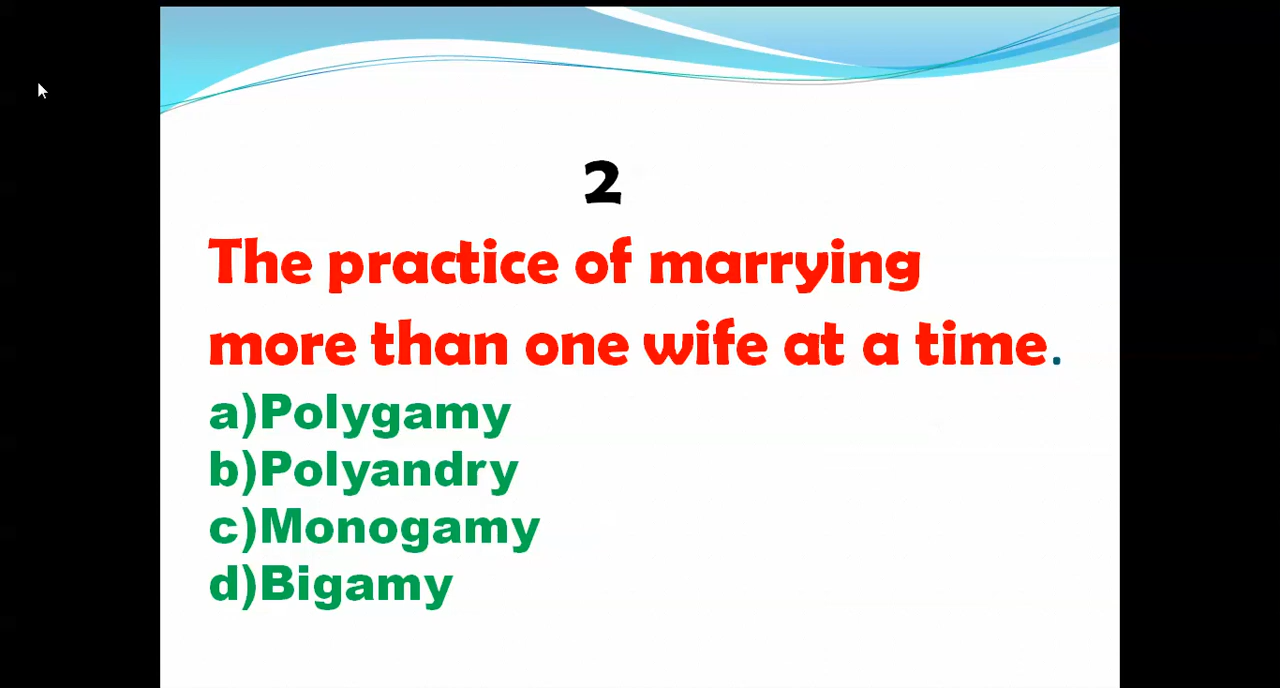 2
The practice of marrying
more than one wife at a time.
a)Polygamy
b)Polyandry
c)Monogamy
d)Bigamy